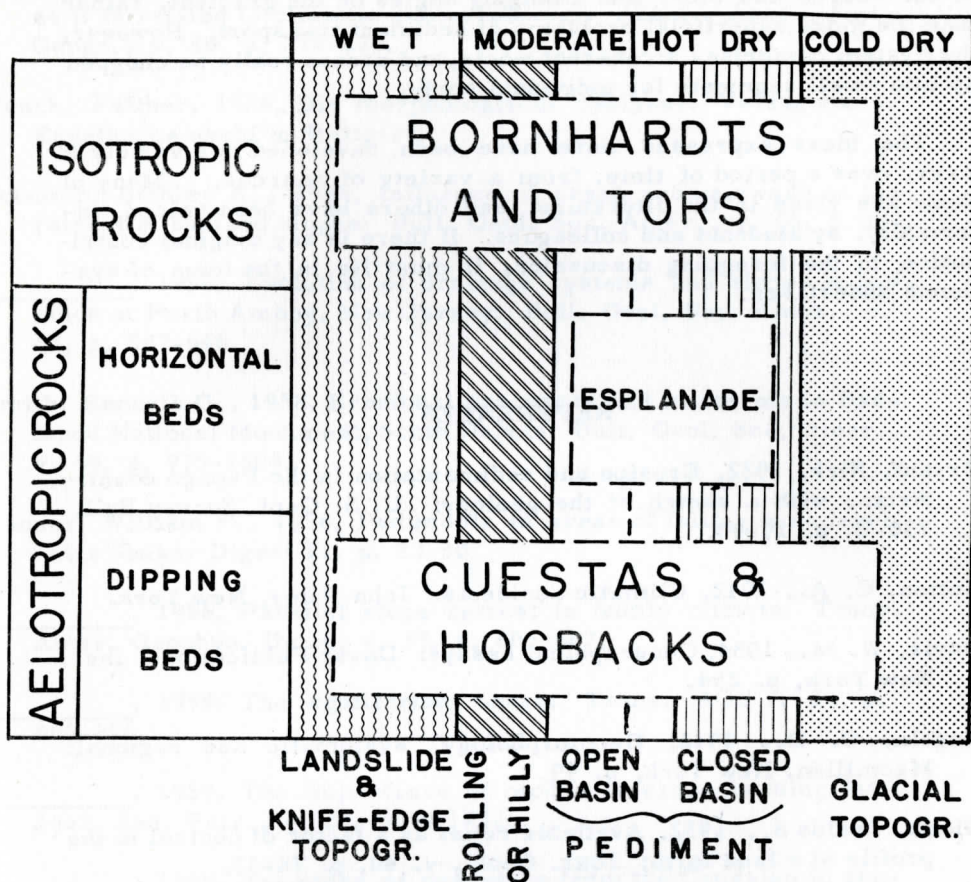 WET MODERATE HOT DRY COLD DRY
ISOTROPIC
ROCKS
BORNHARDTS
AND TORS
AELOTROPIC ROCKS
HORIZONTAL
BEDS
ESPLANADE
DIPPING
BEDS
CUESTAS &
HOGBACKS
LANDSLIDE
&
KNIFE-EDGE
TOPOGR.
ROLLING
OR HILLY
OPEN
BASIN
CLOSED
BASIN
PEDIMENT
GLACIAL
TOPOGR.